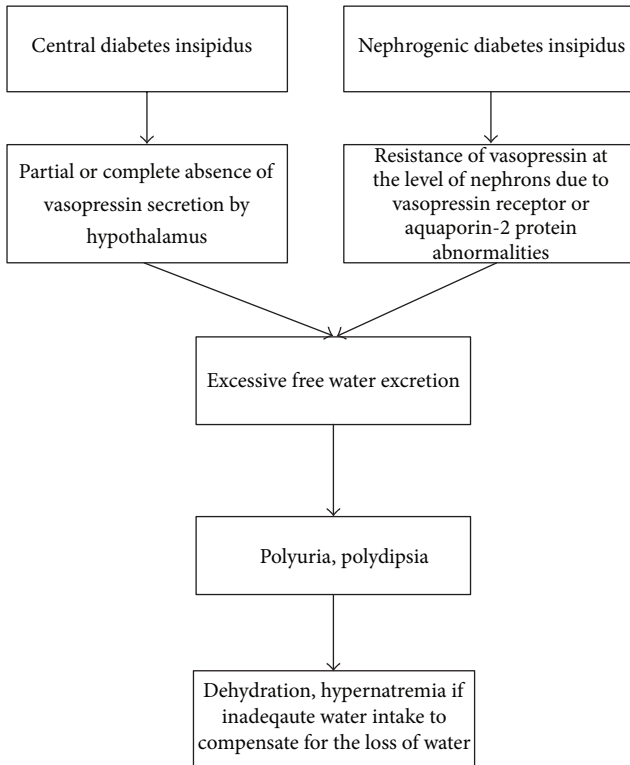 Central diabetes insipidus
Nephrogenic diabetes insipidus
Partial or complete absence of
vasopressin secretion by
hypothalamus
Resistance of vasopressin at
the level of nephrons due to
vasopressin receptor or
aquaporin-2 protein
abnormalities
Excessive free water excretion
Polyuria, polydipsia
Dehydration, hypernatremia if
inadeqaute water intake to
compensate for the loss of water